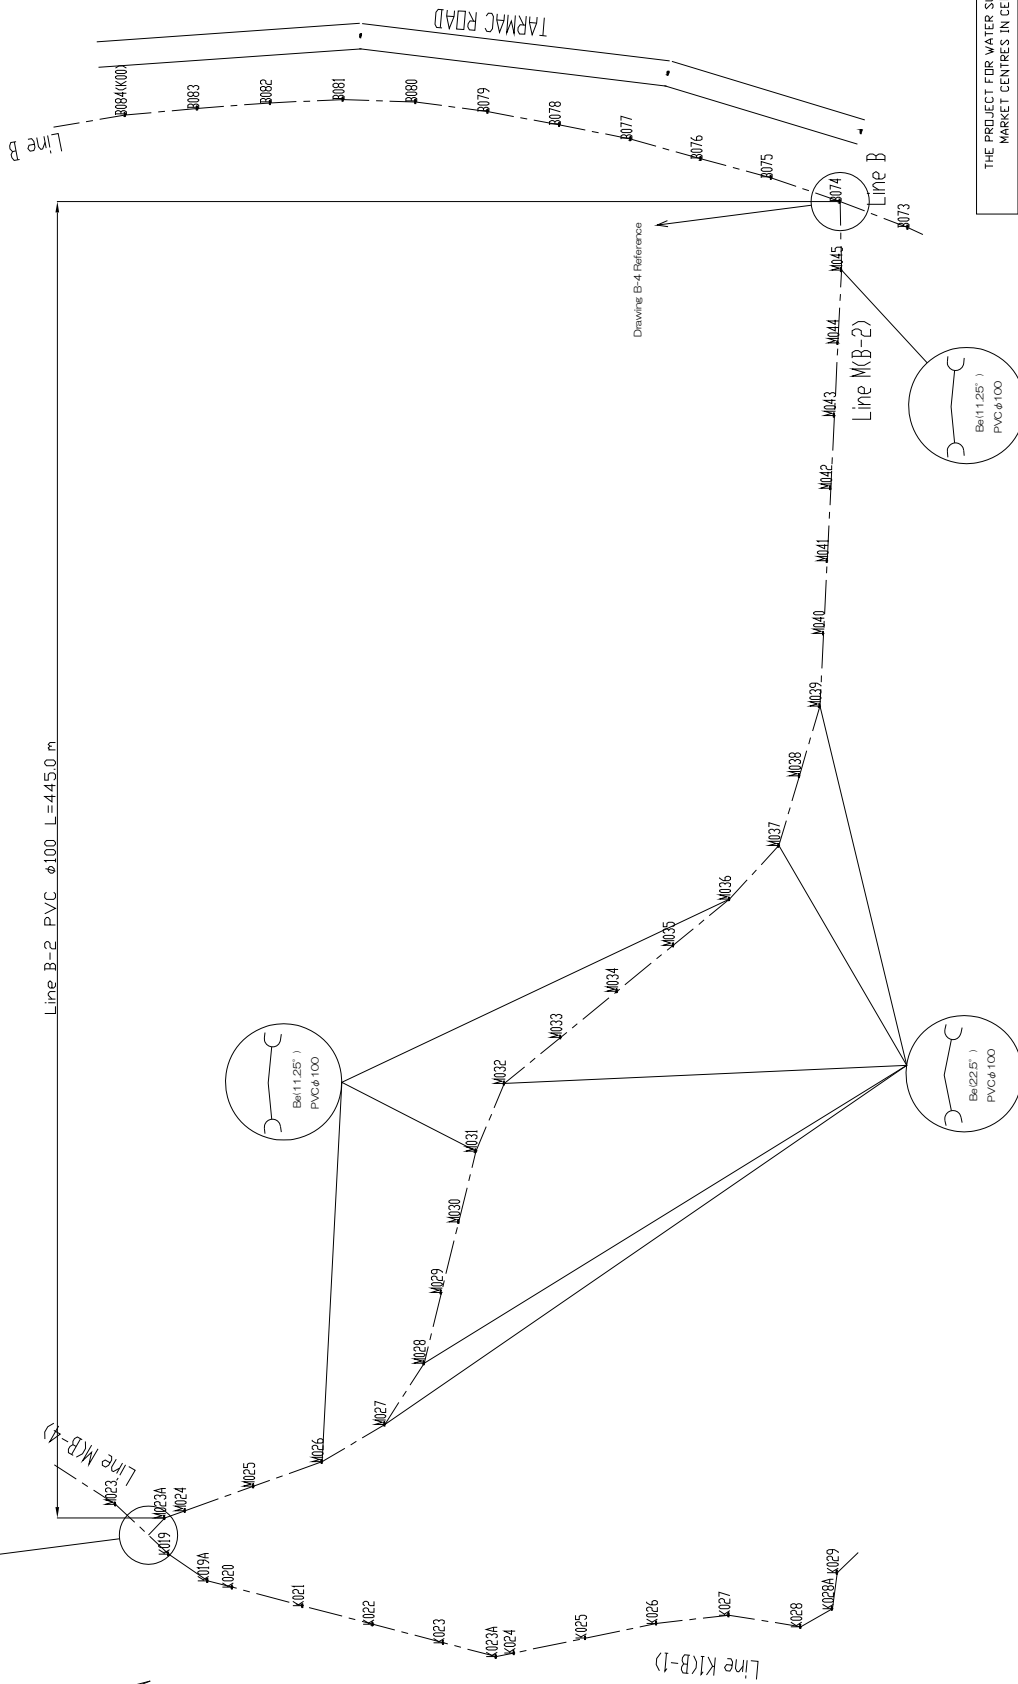 TARMAC ROAD
B084(K00)
B083
B082
B081
B080
B079
B078
B077
B076
B075
B074
B073
Line B
Line B
THE PROJECT FOR WATER
MARKET CENTRES IN
Drawing B-4 Reference
Line B-2 PVC φ100 L=445.0 m
M045
M044
M043
M042
M041
M040
M039
M038
M037
M036
M035
M034
M033
M032
M031
M030
M029
M028
M027
M026
M025
M024
M023A
M023
Line M(B-2)
Be(11.25°)
PVCφ100
Be(11.25°)
PVCφ100
Be(22.5°)
PVCφ100
Line M(B-4)
K019
K019A
K020
K021
K022
K023
K023A
K024
K025
K026
K027
K028
K028A
K029
Line K1(B-1)